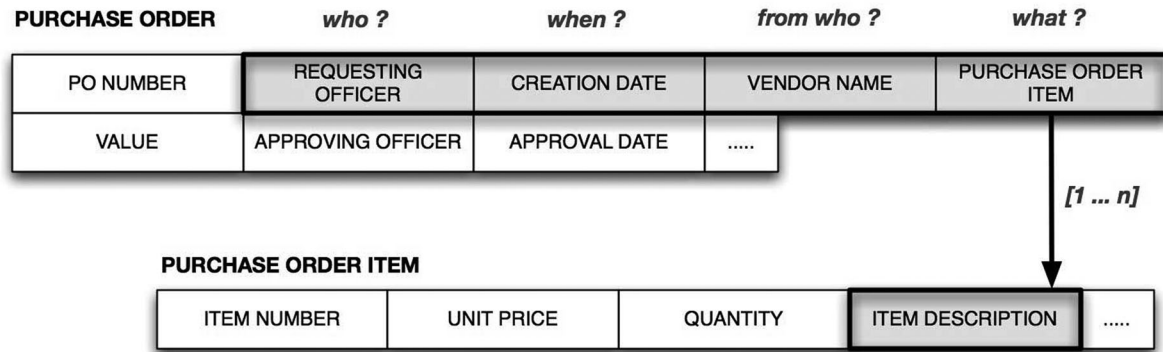 PURCHASE ORDER who ? when ? from who ? what ?
PO NUMBER REQUESTING OFFICER CREATION DATE VENDOR NAME PURCHASE ORDER ITEM
VALUE APPROVING OFFICER APPROVAL DATE .....
[1 ... n]
PURCHASE ORDER ITEM
ITEM NUMBER UNIT PRICE QUANTITY ITEM DESCRIPTION .....